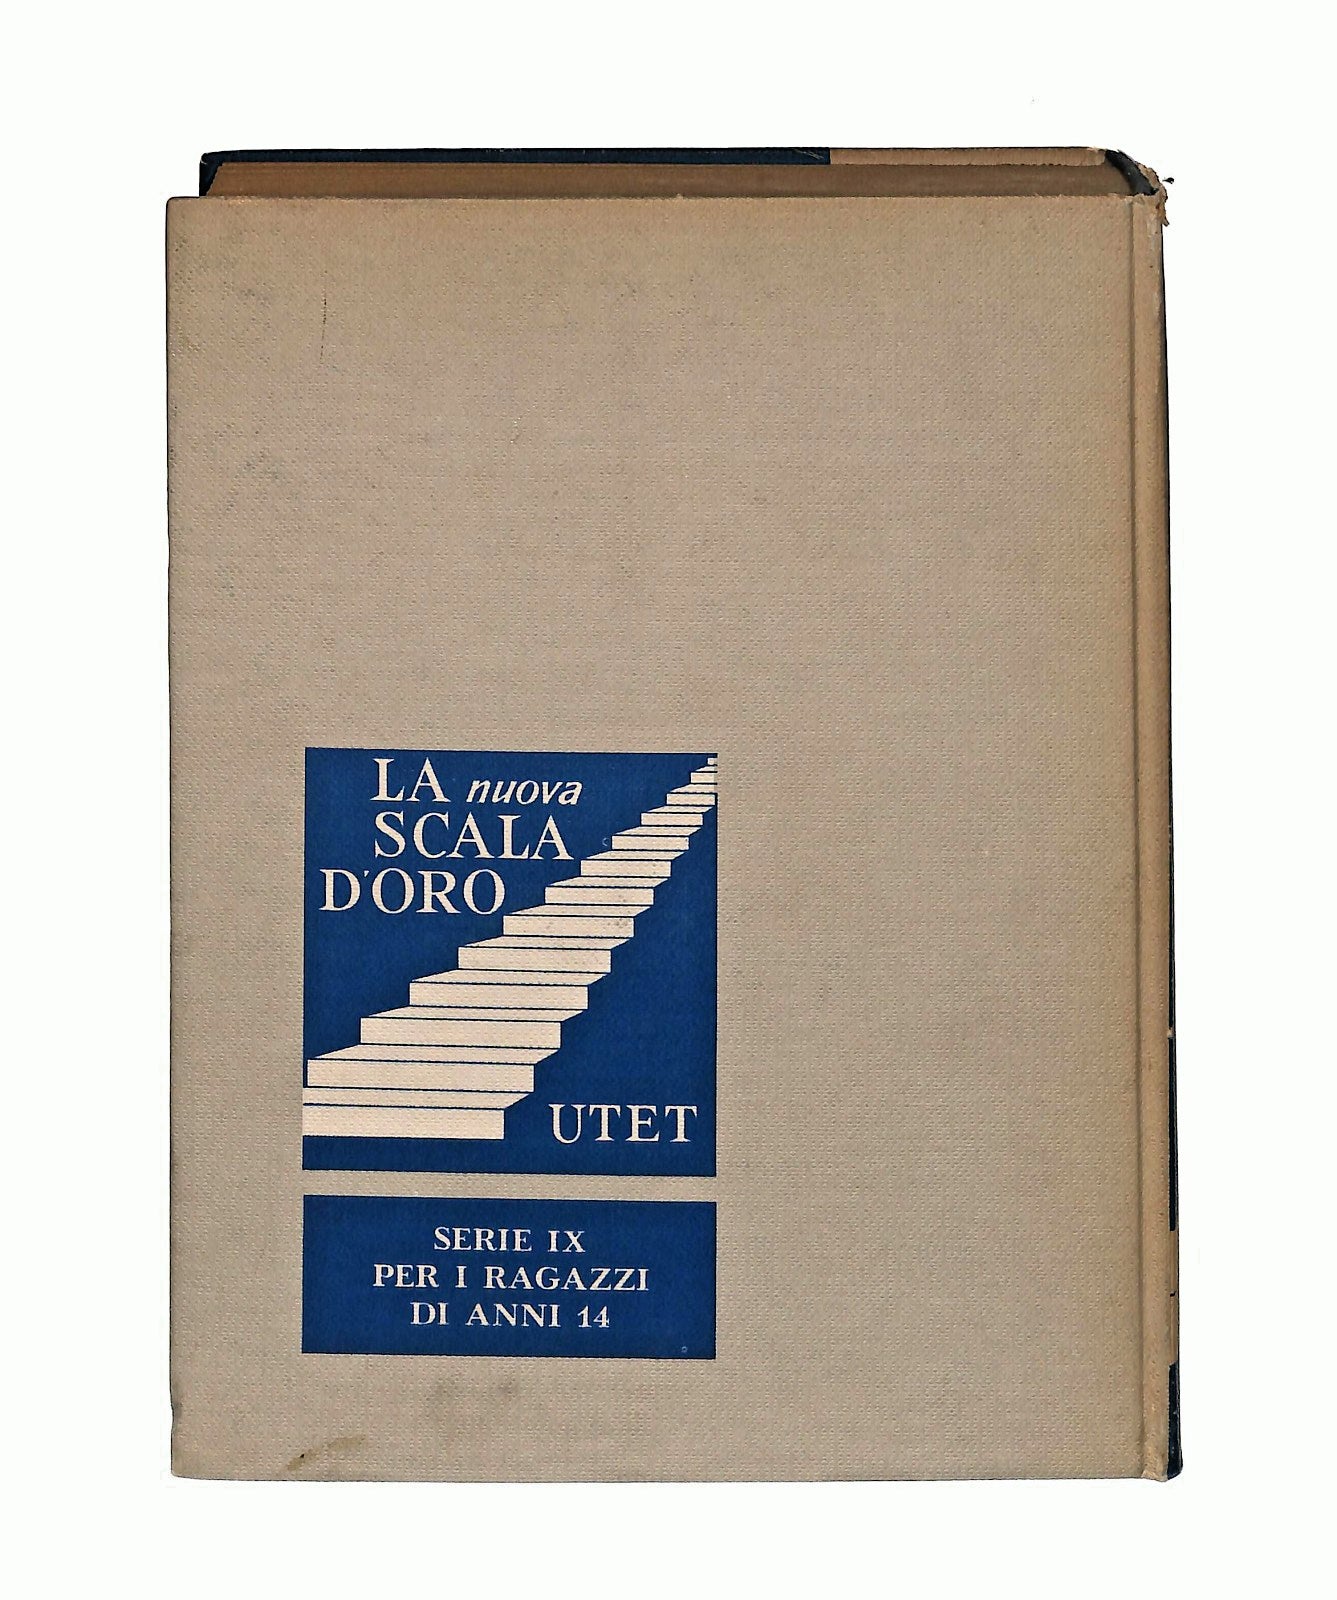 LA nuova
SCALA
D'ORO
UTET
SERIE IX
PER I RAGAZZI
DI ANNI 14